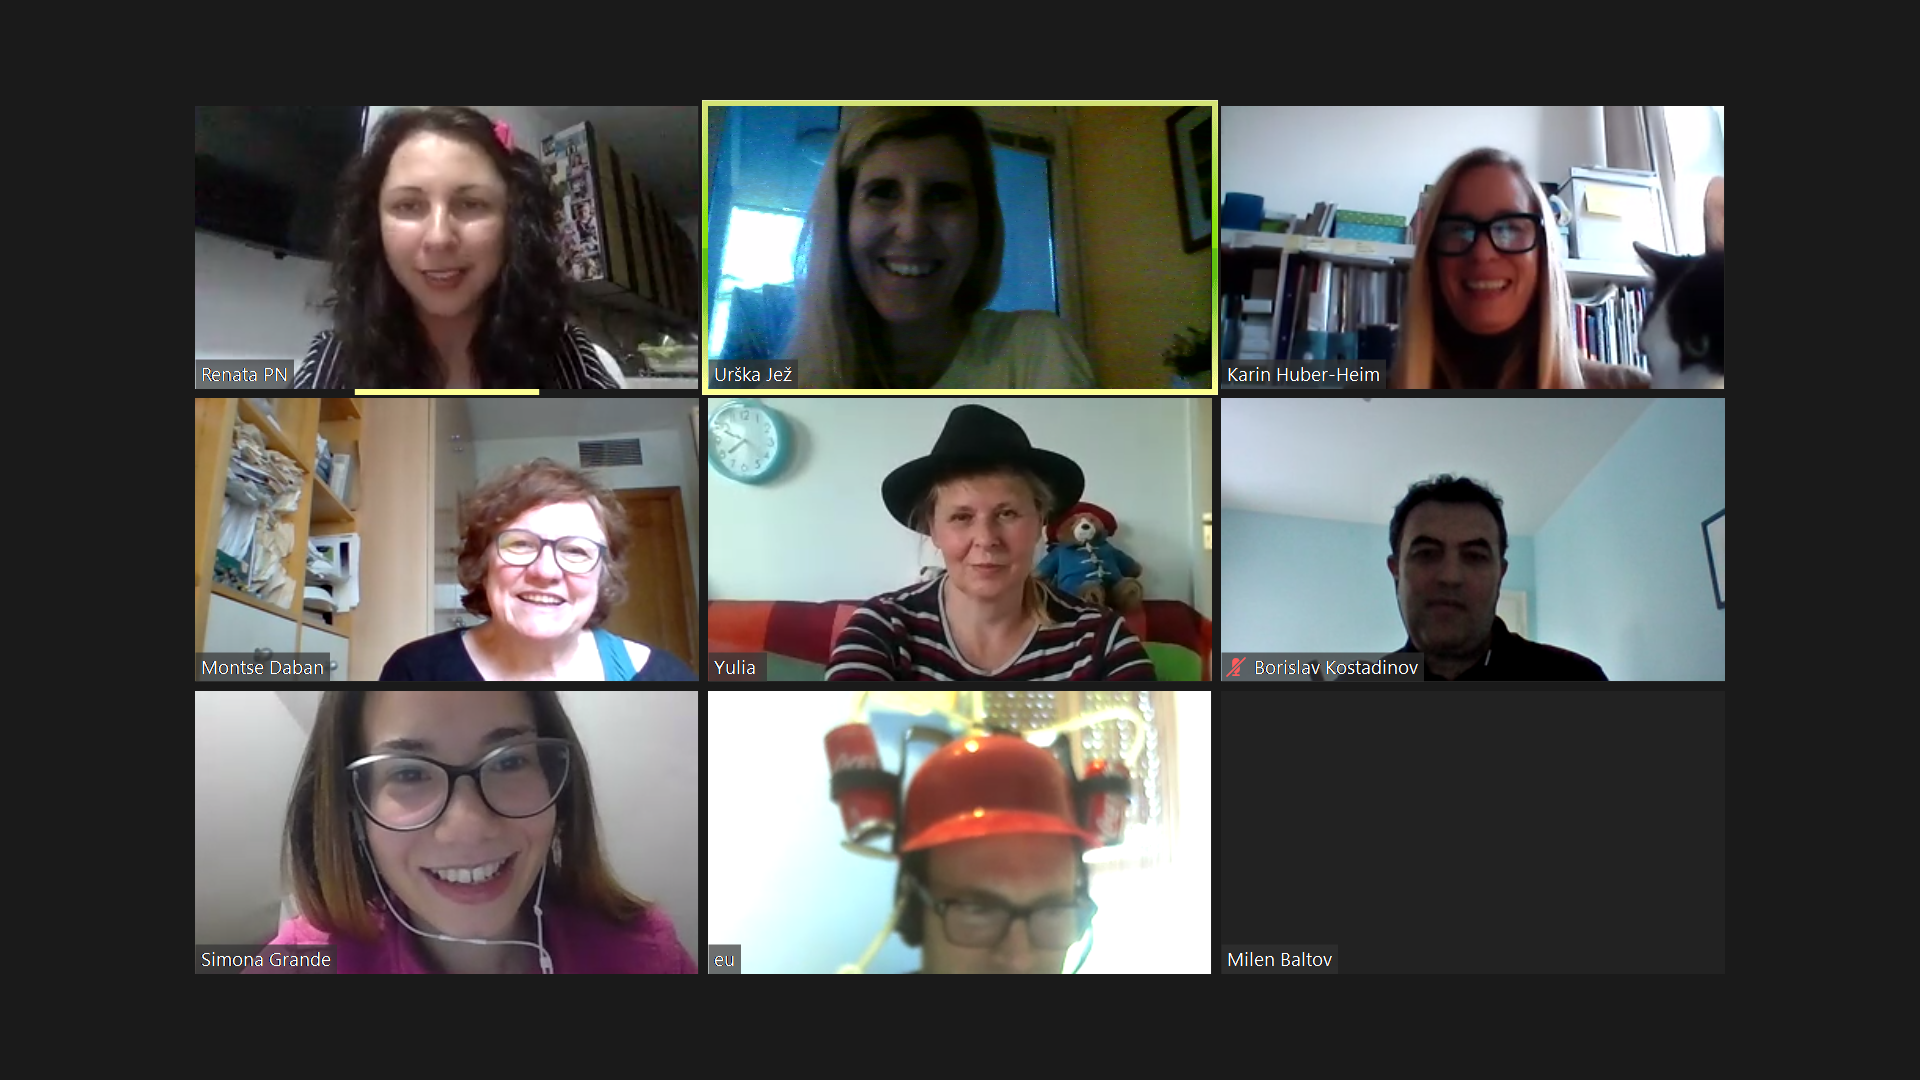 Renata PN
Urška Jež
Karin Huber-Heim
Montse Daban
Yulia
Borislav Kostadinov
Simona Grande
eu
Milen Baltov